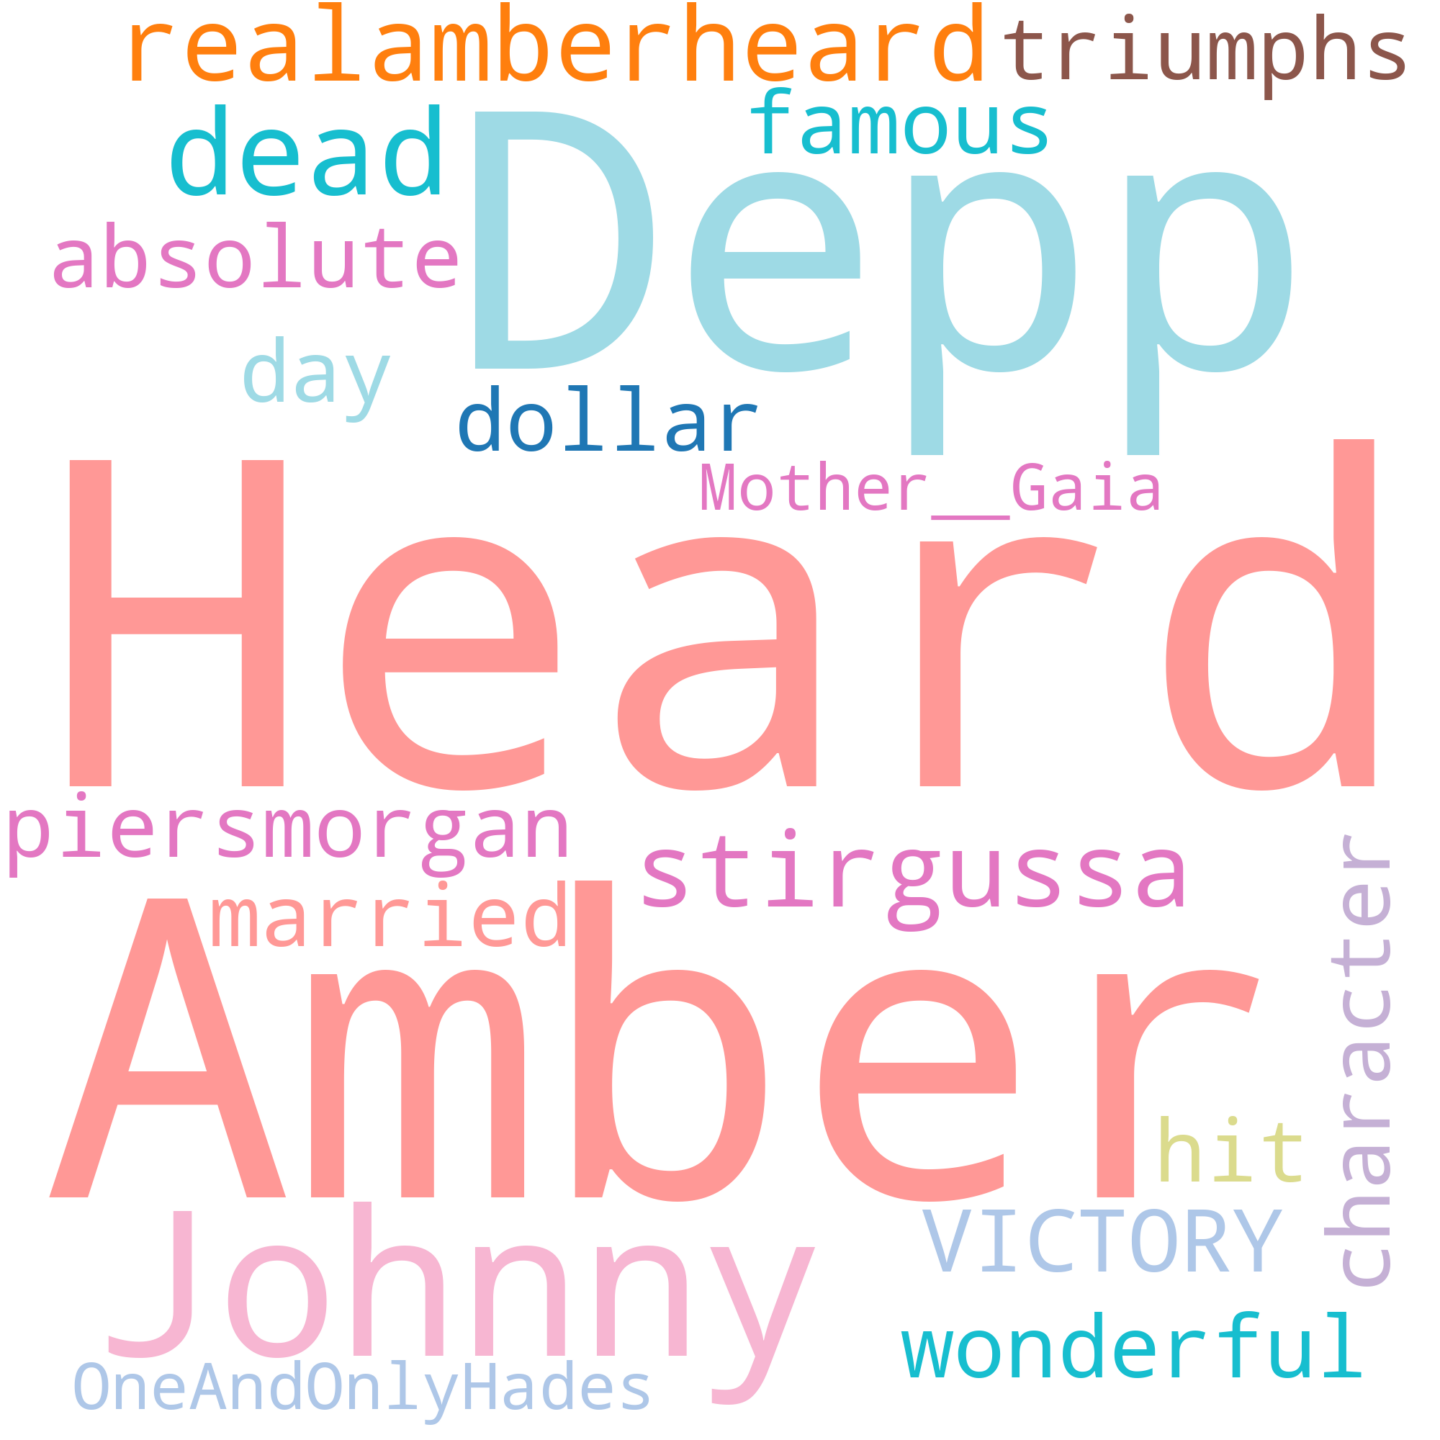 realamberheard triumphs
famous
dead
Depp
absolute
day
dollar
Mother__Gaia
Heard
piersmorgan
stirgussa
married
character
Amber
hit
Johnny
VICTORY
wonderful
OneAndOnlyHades